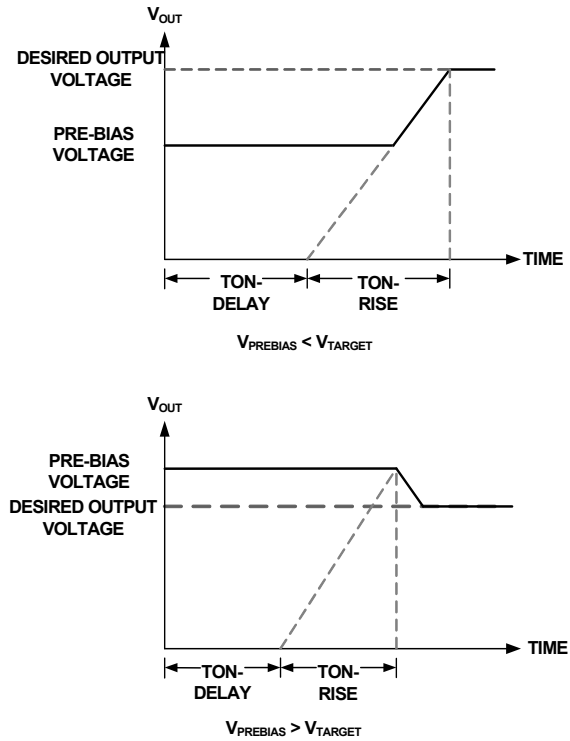 VOUT
DESIRED OUTPUT
VOLTAGE
PRE-BIAS
VOLTAGE
TIME
TON-
DELAY
TON-
RISE
VPREBIAS < VTARGET
VOUT
PRE-BIAS
VOLTAGE
DESIRED OUTPUT
VOLTAGE
TIME
TON-
DELAY
TON-
RISE
VPREBIAS > VTARGET